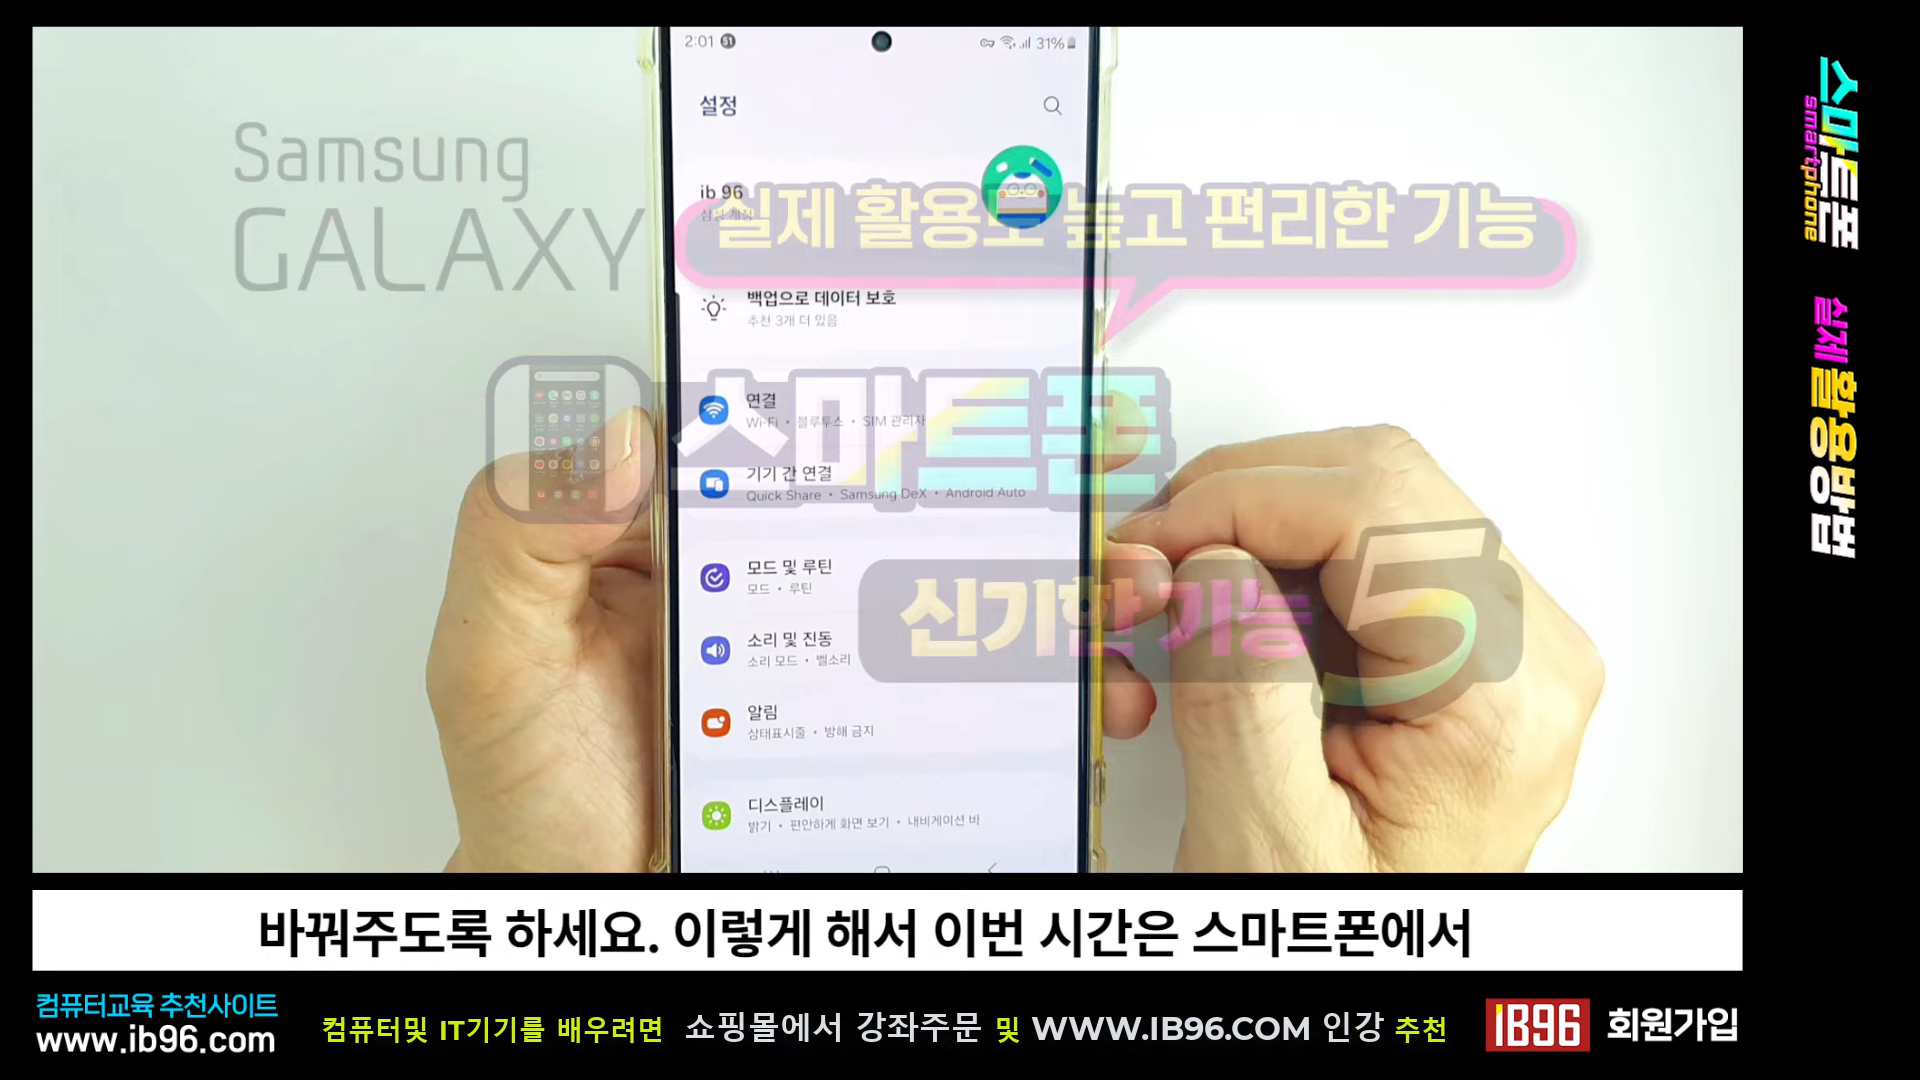 2:01
31%
설정
Samsung
GALAXY
ib 96
삼성 계정
실제 활용도 높고 편리한 기능
백업으로 데이터 보호
추천 3개 더 있음
스마트폰
연결
Wi-Fi • 블루투스 • SIM 관리자
기기 간 연결
Quick Share • Samsung DeX • Android Auto
모드 및 루틴
모드 • 루틴
신기한 기능 5
소리 및 진동
소리 모드 • 벨소리
알림
상태표시줄 • 방해 금지
디스플레이
밝기 • 편안하게 화면 보기 • 내비게이션 바
스마트폰
smartphone
실제 활용방법
바꿔주도록 하세요. 이렇게 해서 이번 시간은 스마트폰에서
컴퓨터교육 추천사이트
www.ib96.com
컴퓨터및 IT기기를 배우려면 쇼핑몰에서 강좌주문 및 WWW.IB96.COM 인강 추천
IB96 회원가입